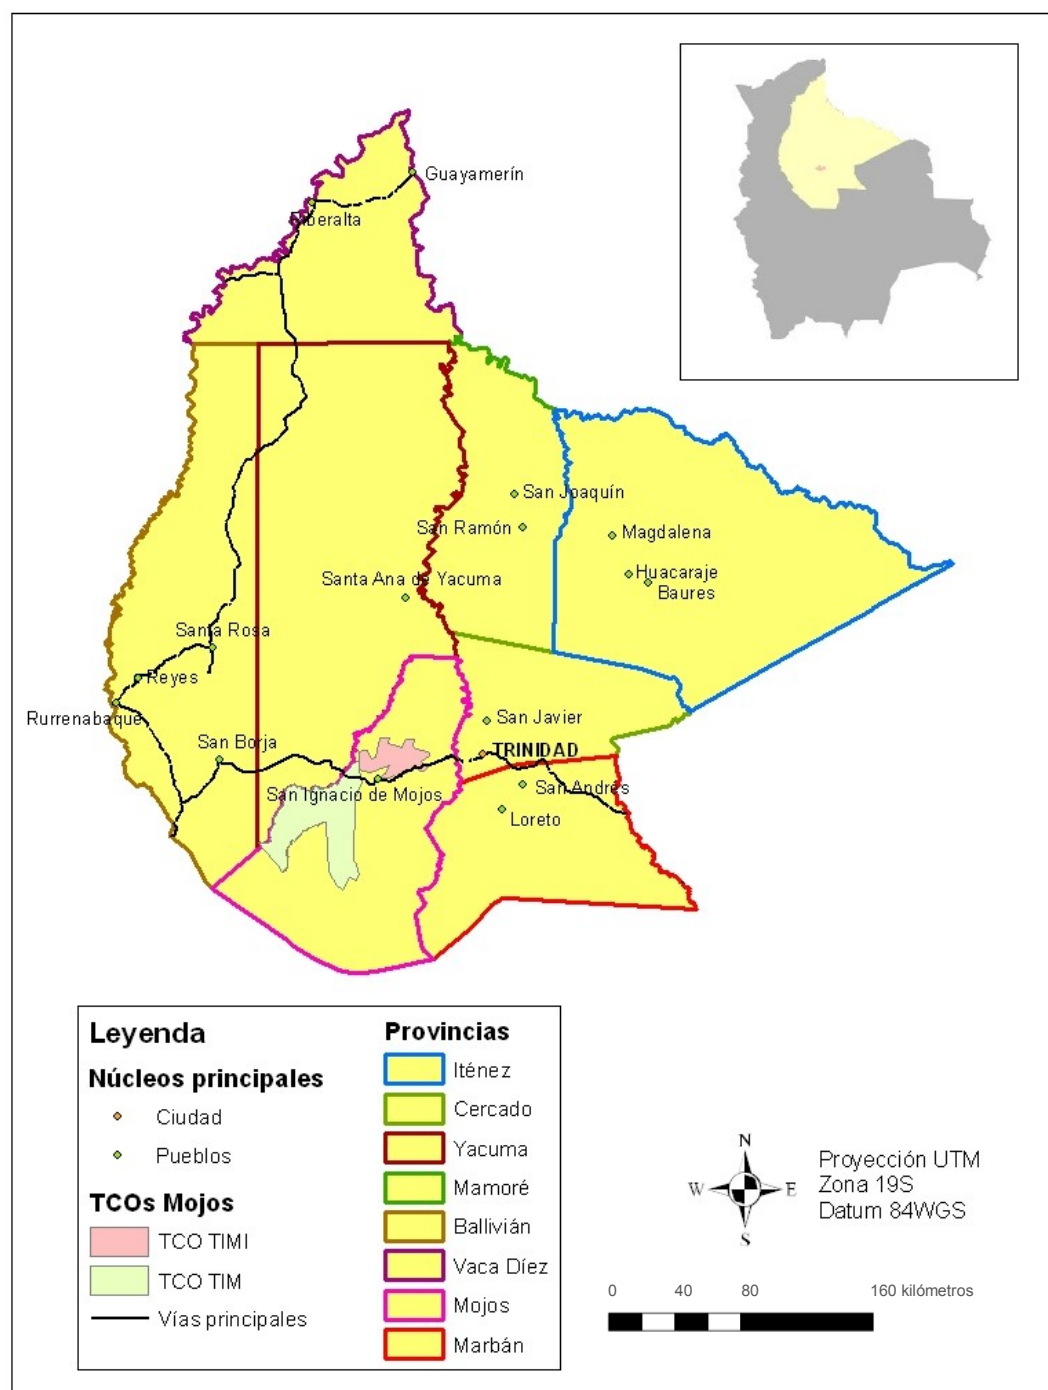 Guayamerín
Riberalta
San Joaquín
San Ramón
Magdalena
Santa Ana de Yacuma
Huacaraje
Baures
Santa Rosa
Reyes
Rurrenabaque
San Javier
San Borja
TRINIDAD
San Ignacio de Mojos
San Andrés
Loreto
Leyenda
Núcleos principales
Ciudad
Pueblos
TCOs Mojos
TCO TIMI
TCO TIM
Vías principales
Provincias
Iténez
Cercado
Yacuma
Mamoré
Ballivián
Vaca Díez
Mojos
Marbán
N
W
E
S
Proyección UTM
Zona 19S
Datum 84WGS
0 40 80 160 kilómetros